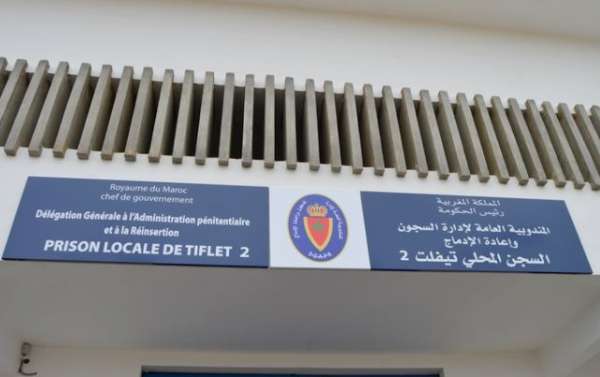 Royaume du Maroc
chef de gouvernement
Délégation Générale à l'Administration pénitentiaire
et à la Réinsertion
PRISON LOCALE DE TIFLET 2
المملكة المغربية
رئيس الحكومة
المندوبية العامة لإدارة السجون
وإعادة الإدماج
السجن المحلي تيفلت 2